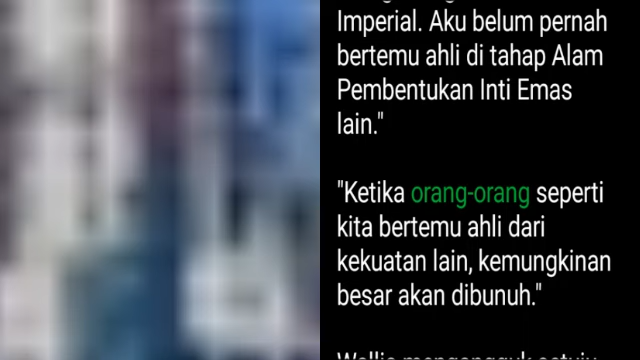 Imperial. Aku belum pernah
bertemu ahli di tahap Alam
Pembentukan Inti Emas
lain."
"Ketika orang-orang seperti
kita bertemu ahli dari
kekuatan lain, kemungkinan
besar akan dibunuh."